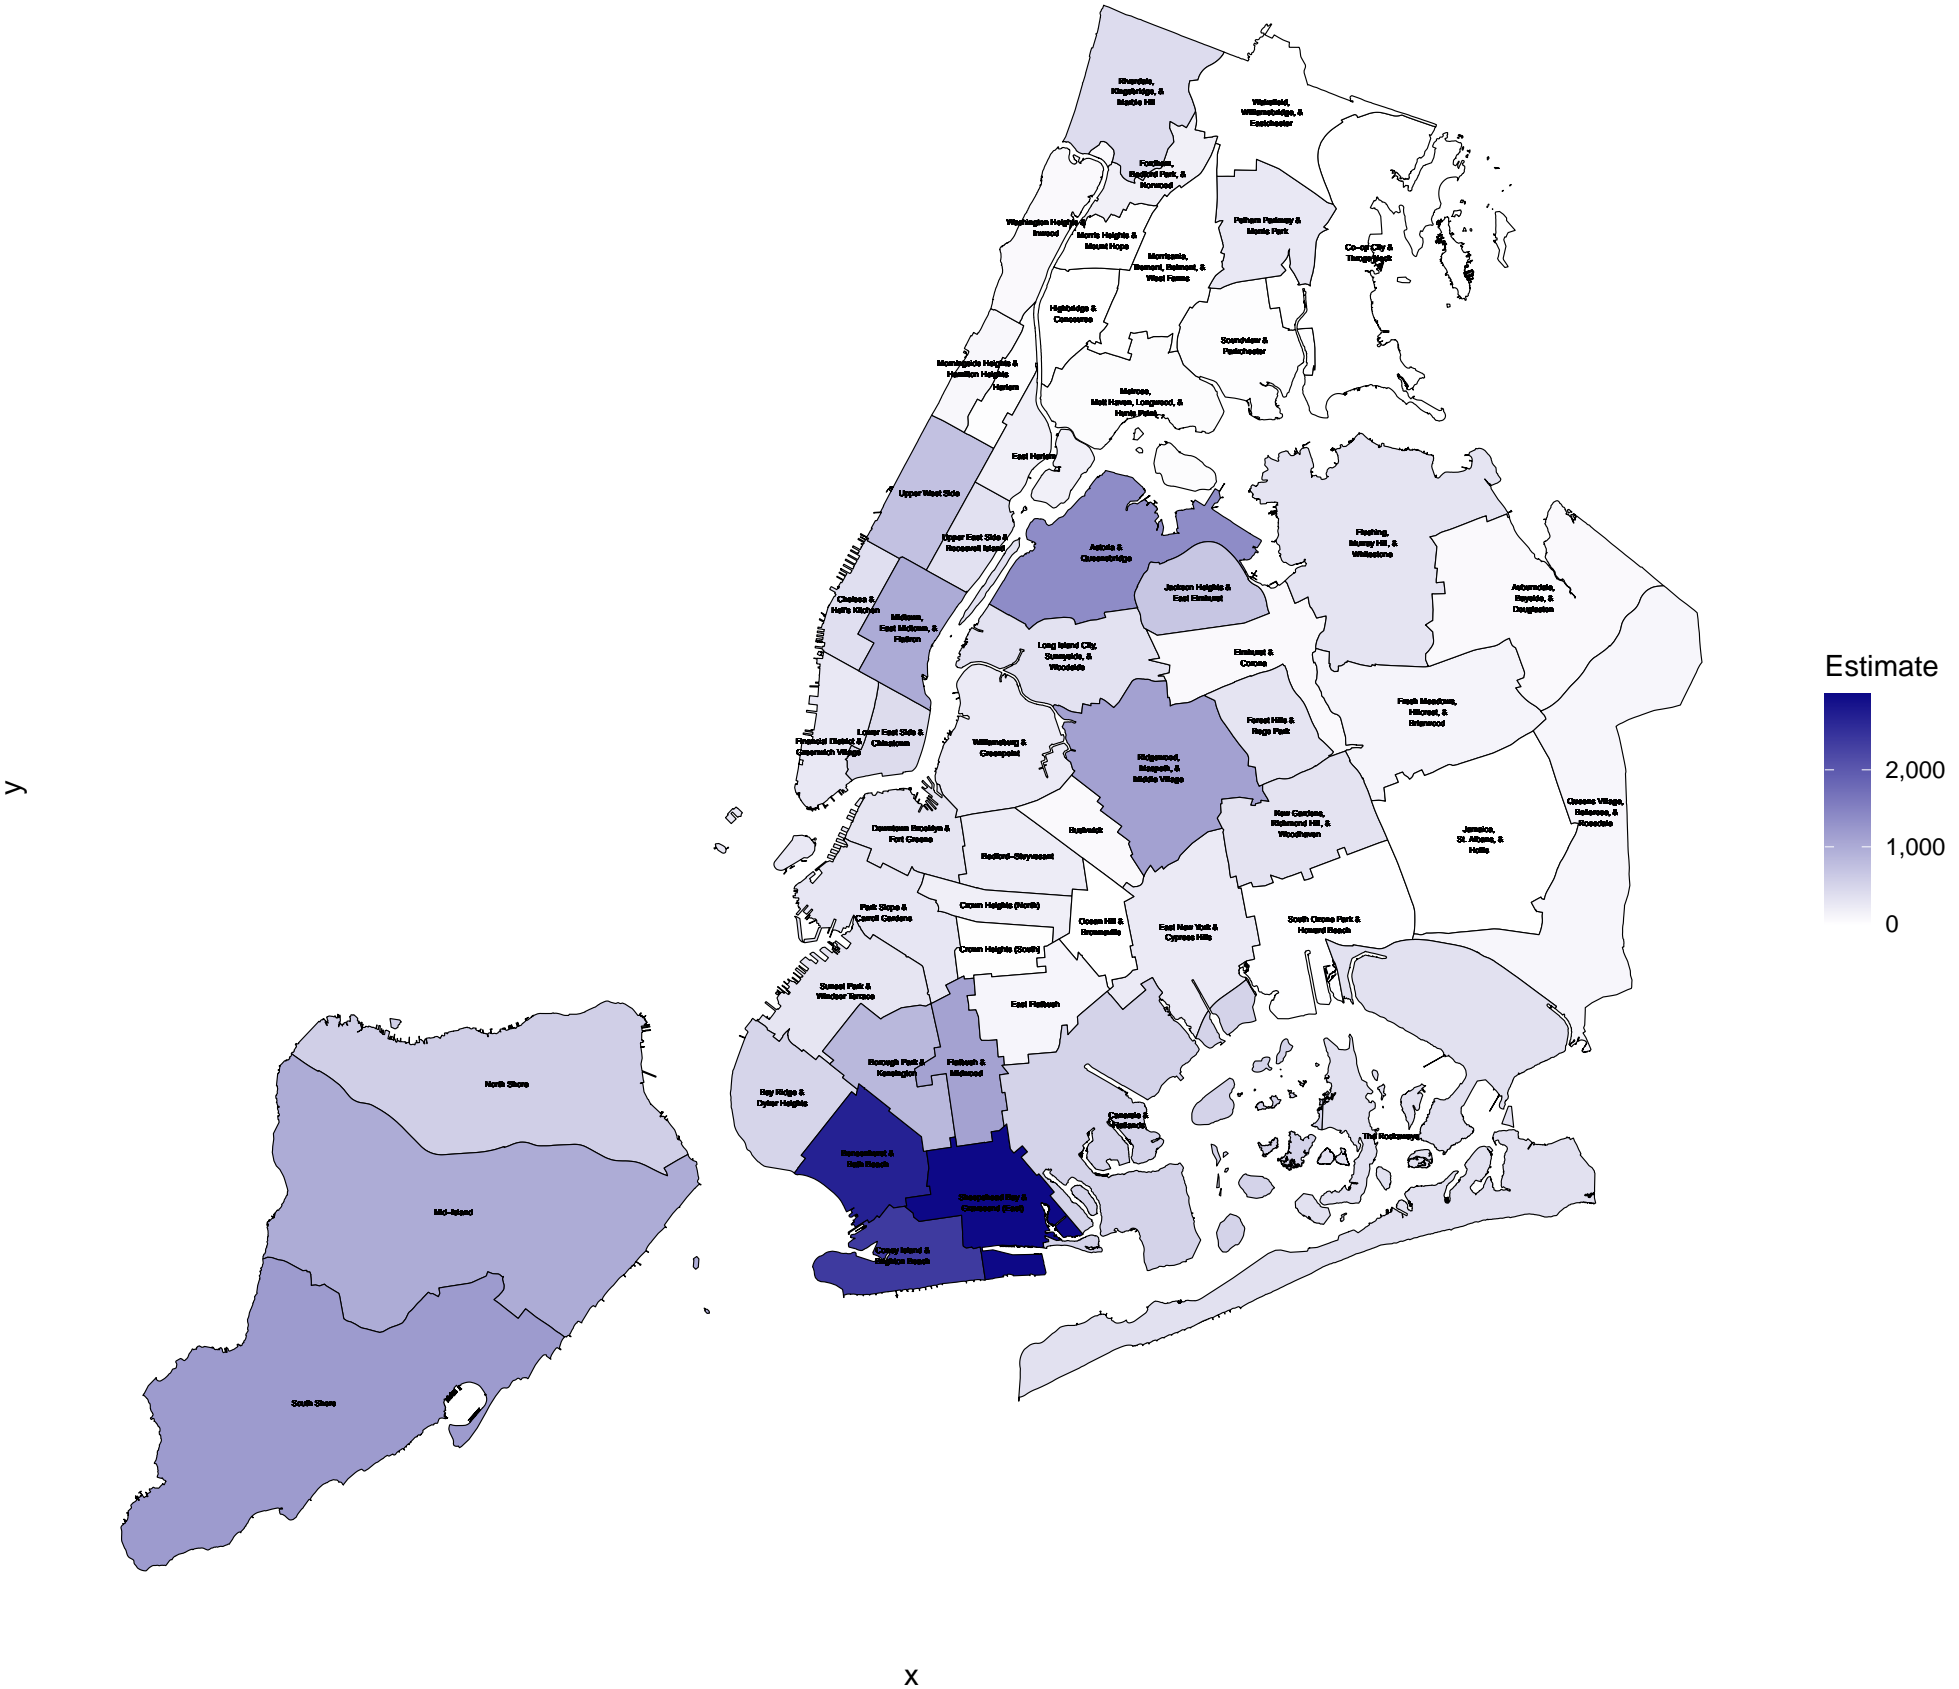 Riverdale,
Kingsbridge, &
Marble Hill
Wakefield,
Williamsbridge, &
Eastchester
Fordham,
Bedford Park, &
Norwood
Pelham Parkway &
Morris Park
Washington Heights &
Inwood
Morris Heights &
Mount Hope
Co−op City &
Throgs Neck
Morrisania,
Tremont, Belmont, &
West Farms
Highbridge &
Concourse
Soundview &
Parkchester
Morningside Heights &
Hamilton Heights
Harlem
Melrose,
Mott Haven, Longwood, &
Hunts Point
East Harlem
Upper West Side
Upper East Side &
Roosevelt Island
Astoria &
Queensbridge
Flushing,
Murray Hill, &
Whitestone
Jackson Heights &
East Elmhurst
Auburndale,
Bayside, &
Douglaston
Chelsea &
Hell's Kitchen
Midtown,
East Midtown, &
Flatiron
Long Island City,
Sunnyside, &
Woodside
Elmhurst &
Corona
Estimate
2,000
1,000
0
Fresh Meadows,
Hillcrest, &
Briarwood
Forest Hills &
Rego Park
Financial District &
Greenwich Village
Lower East Side &
Chinatown
Williamsburg &
Greenpoint
Ridgewood,
Maspeth, &
Middle Village
y
Queens Village,
Bellerose, &
Rosedale
Kew Gardens,
Richmond Hill, &
Woodhaven
Jamaica,
St. Albans, &
Hollis
Downtown Brooklyn &
Fort Greene
Bushwick
Bedford−Stuyvesant
Park Slope &
Carroll Gardens
Crown Heights (North)
Ocean Hill &
Brownsville
East New York &
Cypress Hills
South Ozone Park &
Howard Beach
Crown Heights (South)
Sunset Park &
Windsor Terrace
East Flatbush
Borough Park &
Kensington
Flatbush &
Midwood
North Shore
Bay Ridge &
Dyker Heights
Canarsie &
Flatlands
The Rockaways
Bensonhurst &
Bath Beach
Sheepshead Bay &
Gravesend (East)
Mid−Island
Coney Island &
Brighton Beach
South Shore
x